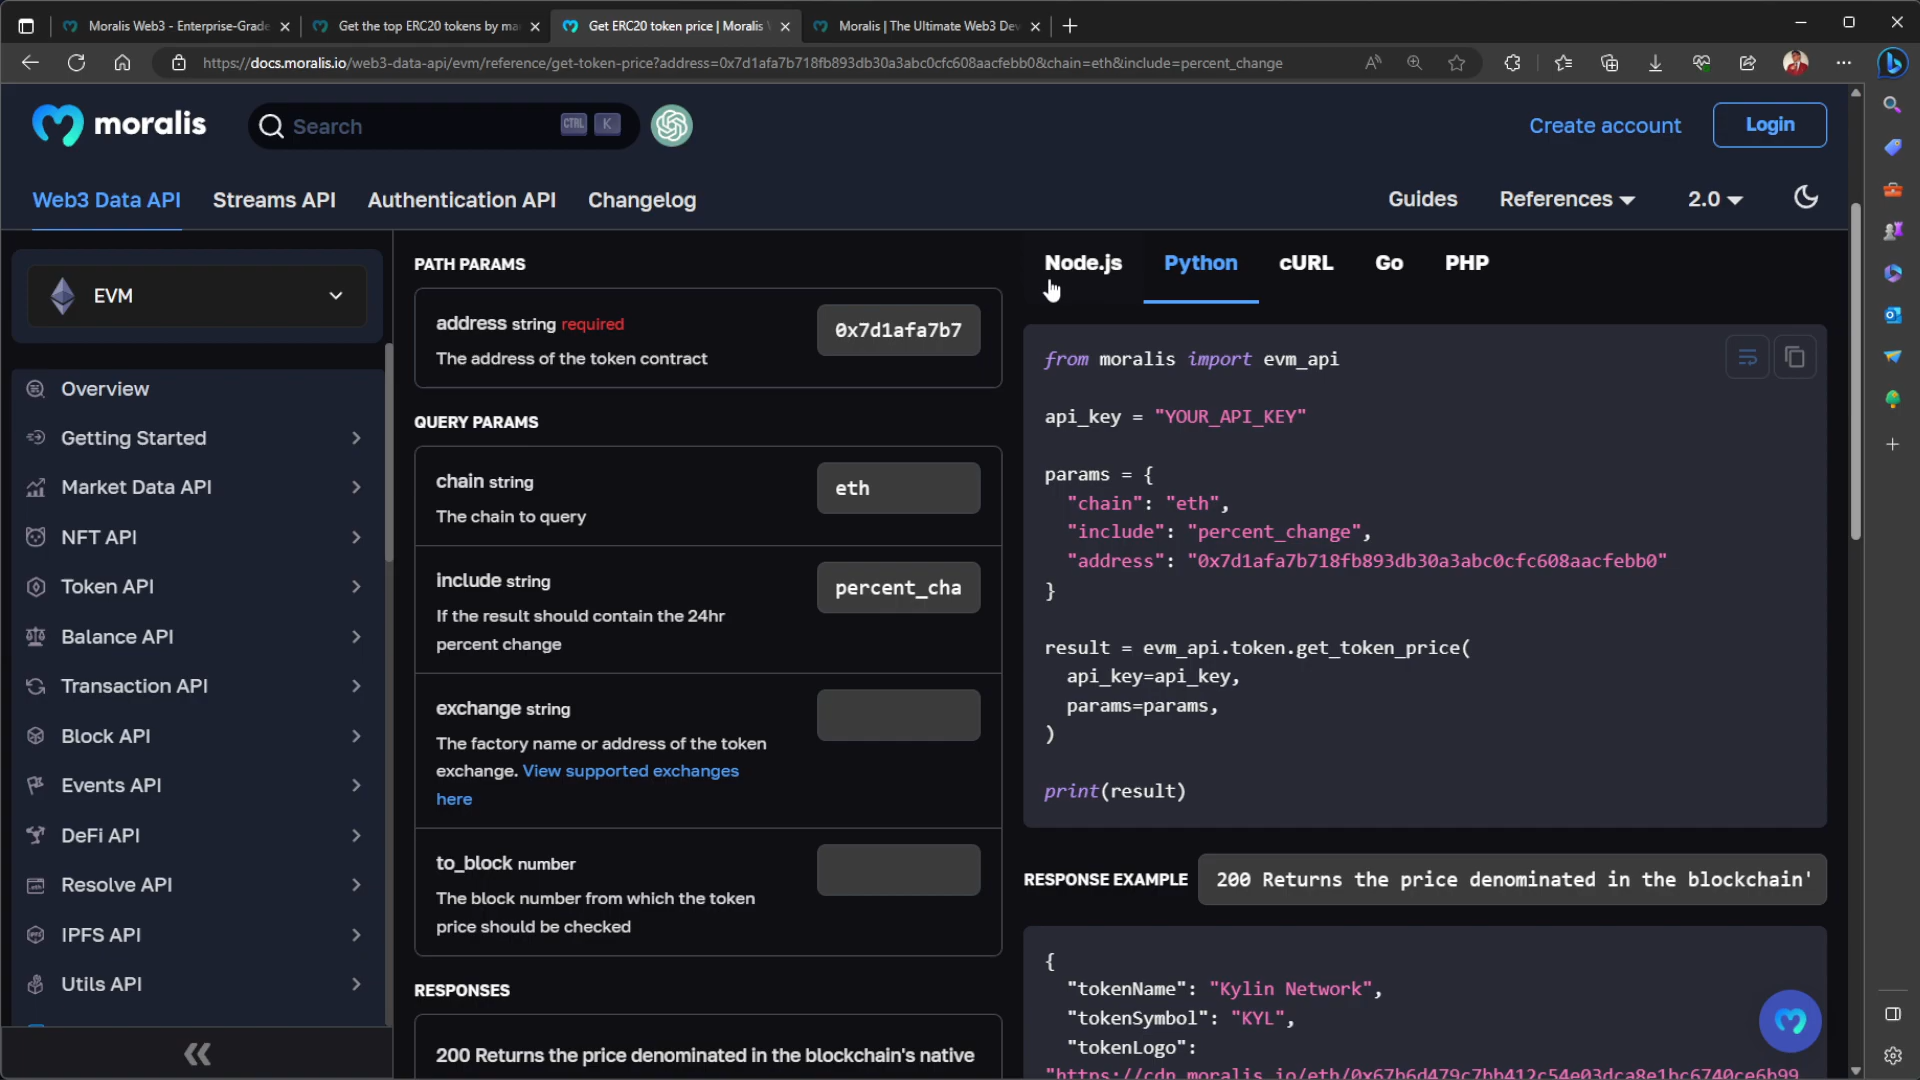 Moralis Web3 - Enterprise-Grade
Get the top ERC20 tokens by ma
Get ERC20 token price | Moralis
Moralis | The Ultimate Web3 Dev
https://docs.moralis.io/web3-data-api/evm/reference/get-token-price?address=0x7d1afa7b718fb893db30a3abc0cfc608aacfebb0&chain=eth&include=percent_change
moralis
Search
CTRL K
Create account
Login
Web3 Data API
Streams API
Authentication API
Changelog
Guides
References
2.0
EVM
Overview
Getting Started
Market Data API
NFT API
Token API
Balance API
Transaction API
Block API
Events API
DeFi API
Resolve API
IPFS API
Utils API
PATH PARAMS
address string required
The address of the token contract
0x7d1afa7b7
QUERY PARAMS
chain string
The chain to query
eth
include string
If the result should contain the 24hr
percent change
percent_cha
exchange string
The factory name or address of the token
exchange. View supported exchanges
here
to_block number
The block number from which the token
price should be checked
RESPONSES
200 Returns the price denominated in the blockchain's native
Node.js
Python
cURL
Go
PHP
from moralis import evm_api
api_key = "YOUR_API_KEY"
params = {
"chain": "eth",
"include": "percent_change",
"address": "0x7d1afa7b718fb893db30a3abc0cfc608aacfebb0"
}
result = evm_api.token.get_token_price(
api_key=api_key,
params=params,
)
print(result)
RESPONSE EXAMPLE
200 Returns the price denominated in the blockchain'
{
"tokenName": "Kylin Network",
"tokenSymbol": "KYL",
"tokenLogo":
"https://cdn.moralis.io/eth/0x67b6d479c7bb412c54e03dca8e1bc6740ce6b99